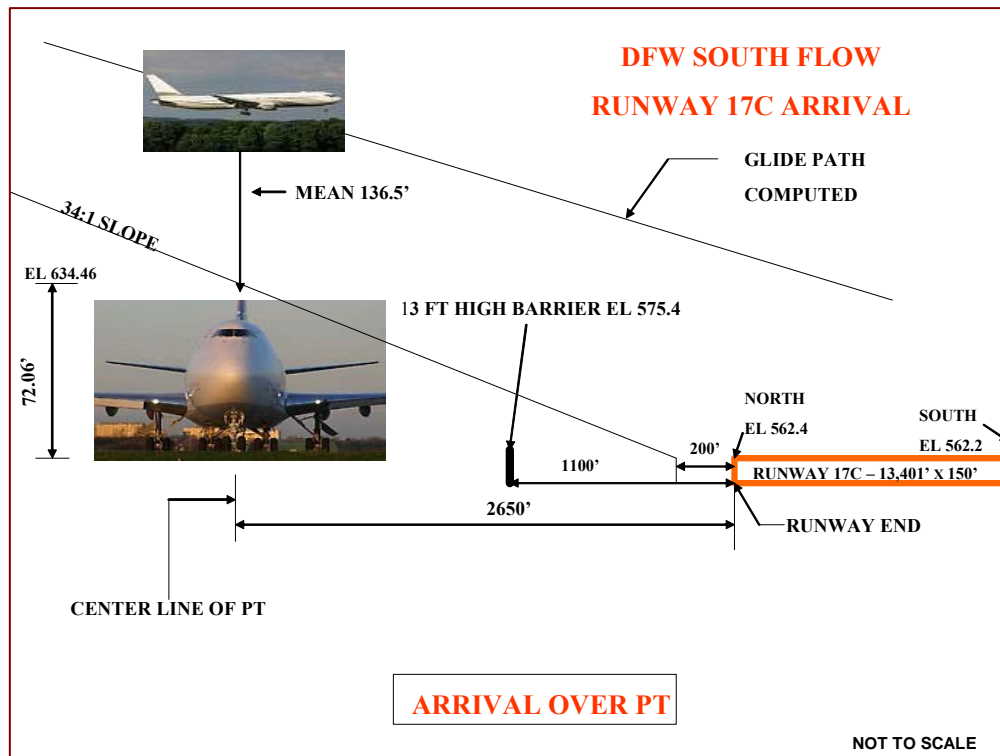 DFW SOUTH FLOW
RUNWAY 17C ARRIVAL
GLIDE PATH
COMPUTED
MEAN 136.5’
34:1 SLOPE
EL 634.46
72.06’
13 FT HIGH BARRIER EL 575.4
NORTH
EL 562.4
SOUTH
EL 562.2
200’
1100’
RUNWAY 17C – 13,401’ X 150’
2650’
RUNWAY END
CENTER LINE OF PT
ARRIVAL OVER PT
NOT TO SCALE